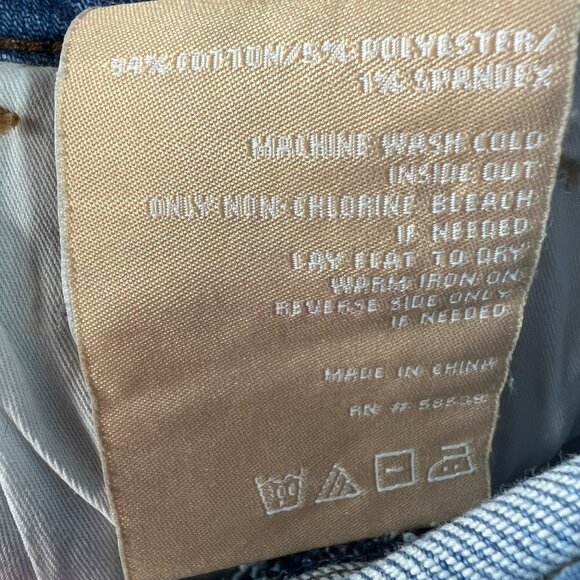 94% COTTON/5% POLYESTER/
1% SPANDEX
MACHINE WASH COLD
INSIDE OUT
ONLY NON-CHLORINE BLEACH
IF NEEDED
LAY FLAT TO DRY
WARM IRON ON
REVERSE SIDE ONLY
IF NEEDED
MADE IN CHINA
RN #